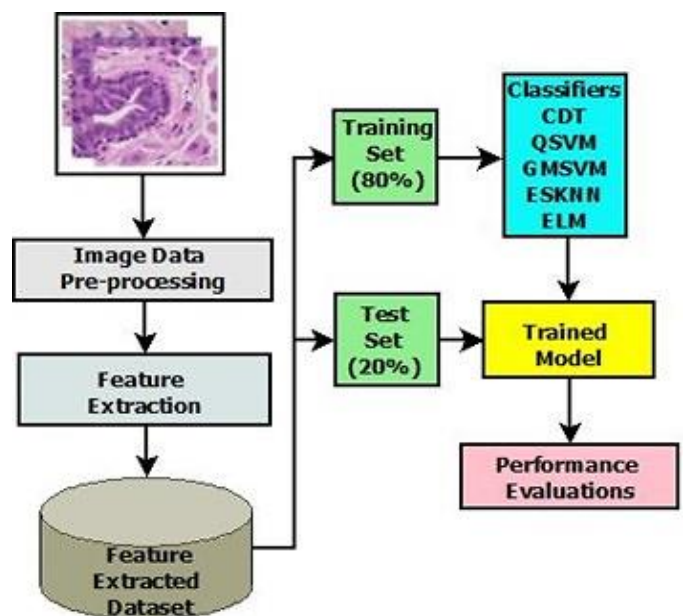 Image Data
Pre-processing
Feature
Extraction
Feature
Extracted
Dataset
Training
Set
(80%)
Test
Set
(20%)
Classifiers
CDT
QSVM
GMSVM
ESKNN
ELM
Trained
Model
Performance
Evaluations